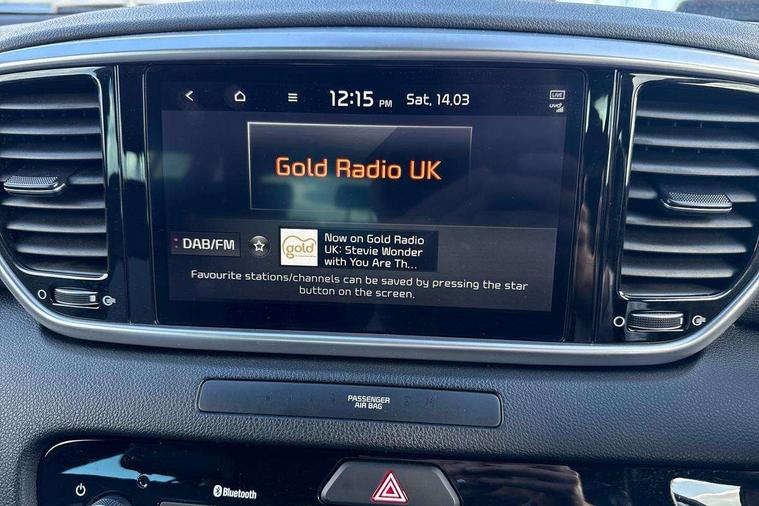 12:15 PM Sat, 14.03
LIVE
UVO
Gold Radio UK
DAB/FM
gold
Now on Gold Radio
UK: Stevie Wonder
with You Are Th...
Favourite stations/channels can be saved by pressing the star
button on the screen.
PASSENGER
AIR BAG
Bluetooth